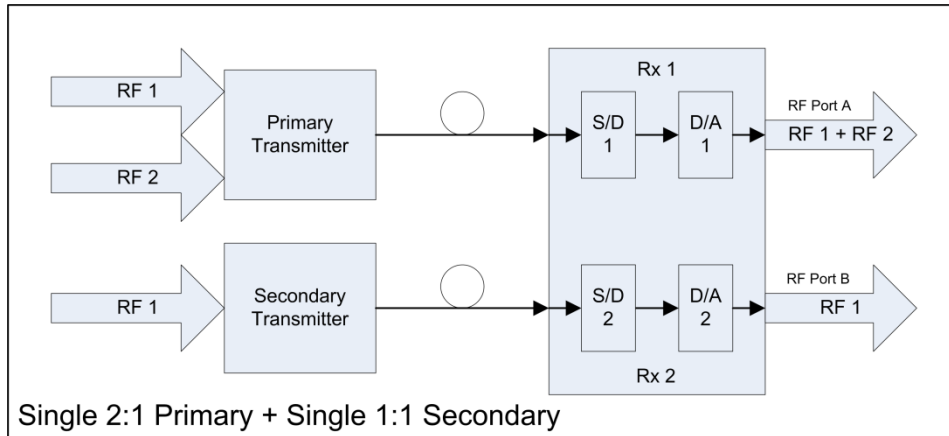 RF 1
RF 2
Primary
Transmitter
Rx 1
S/D
1
D/A
1
RF Port A
RF 1 + RF 2
RF 1
Secondary
Transmitter
S/D
2
D/A
2
Rx 2
RF Port B
RF 1
Single 2:1 Primary + Single 1:1 Secondary